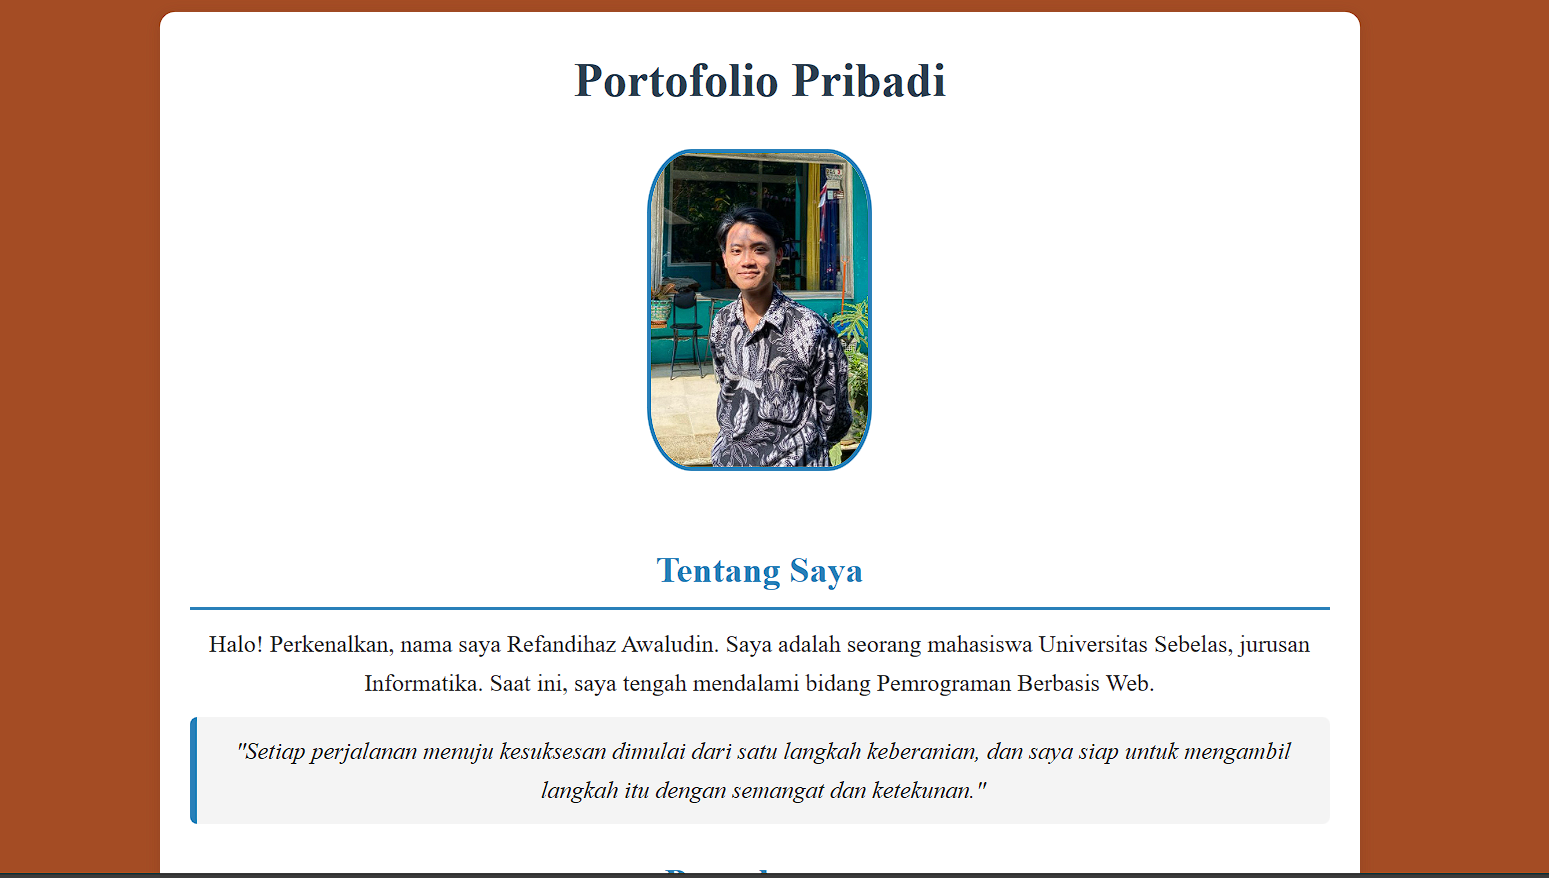 Portofolio Pribadi
Tentang Saya
Halo! Perkenalkan, nama saya Refandihaz Awaludin. Saya adalah seorang mahasiswa Universitas Sebelas, jurusan
Informatika. Saat ini, saya tengah mendalami bidang Pemrograman Berbasis Web.
"Setiap perjalanan menuju kesuksesan dimulai dari satu langkah keberanian, dan saya siap untuk mengambil
langkah itu dengan semangat dan ketekunan."